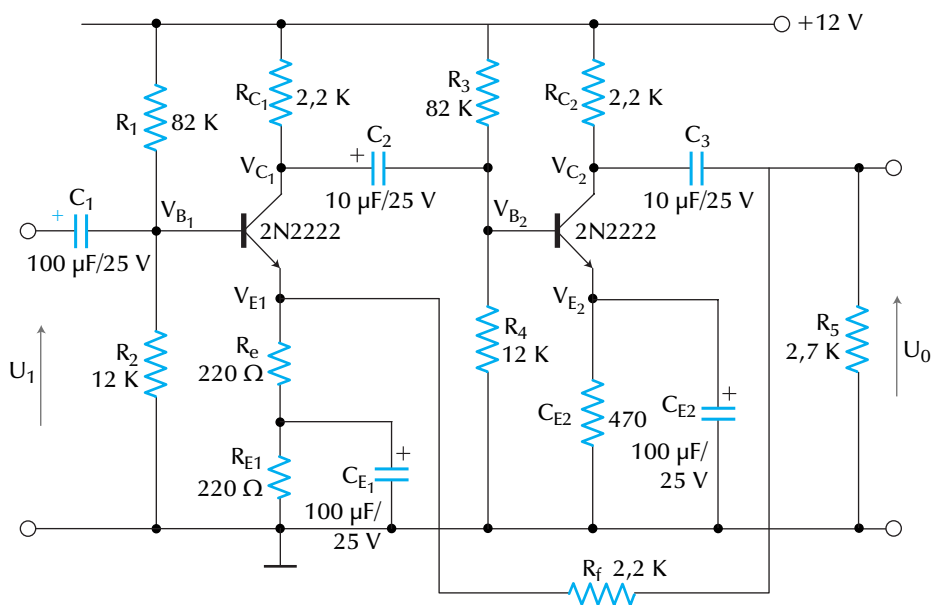 +12 V
R1
82 K
RC1
2,2 K
R3
82 K
RC2
2,2 K
C1
+
100 µF/25 V
VB1
VC1
+
C2
10 µF/25 V
2N2222
VB2
VC2
C3
10 µF/25 V
2N2222
VE1
VE2
U1
R2
12 K
Re
220 Ω
RE1
220 Ω
+
CE1
100 µF/
25 V
R4
12 K
CE2
470
+
CE2
100 µF/
25 V
R5
2,7 K
U0
Rf 2,2 K